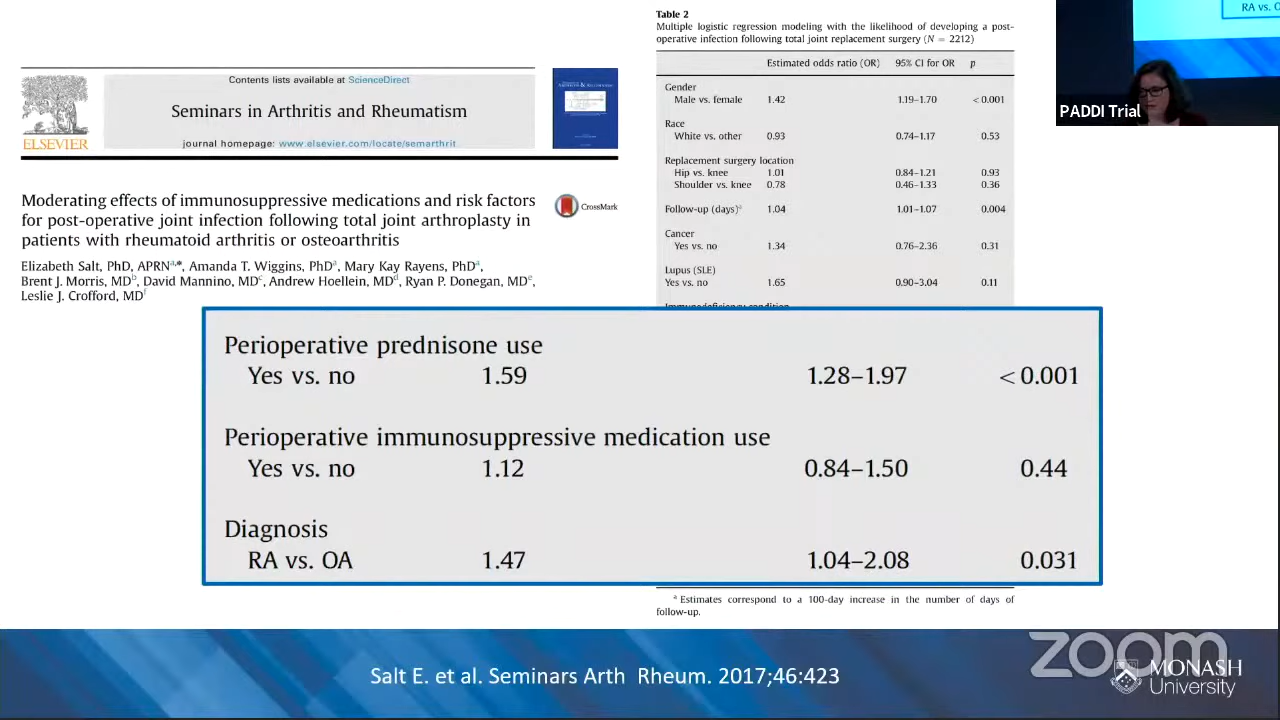 Contents lists available at ScienceDirect
Seminars in Arthritis and Rheumatism
ELSEVIER
journal homepage: www.elsevier.com/locate/semarthrit
Moderating effects of immunosuppressive medications and risk factors
for post-operative joint infection following total joint arthroplasty in
patients with rheumatoid arthritis or osteoarthritis
CrossMark
Elizabeth Salt, PhD, APRNa,*, Amanda T. Wiggins, PhDa, Mary Kay Rayens, PhDa,
Brent J. Morris, MDb, David Mannino, MDc, Andrew Hoellein, MDd, Ryan P. Donegan, MDe,
Leslie J. Crofford, MDf
Table 2
Multiple logistic regression modeling with the likelihood of developing a post-
operative infection following total joint replacement surgery (N = 2212)
Estimated odds ratio (OR) 95% CI for OR p
Gender
Male vs. female 1.42 1.19–1.70 <0.001
Race
White vs. other 0.93 0.74–1.17 0.53
Replacement surgery location
Hip vs. knee 1.01 0.84–1.21 0.93
Shoulder vs. knee 0.78 0.46–1.33 0.36
Follow-up (days)a 1.04 1.01–1.07 0.004
Cancer
Yes vs. no 1.34 0.76–2.36 0.31
Lupus (SLE)
Yes vs. no 1.65 0.90–3.04 0.11
Perioperative prednisone use
Yes vs. no 1.59 1.28–1.97 <0.001
Perioperative immunosuppressive medication use
Yes vs. no 1.12 0.84–1.50 0.44
Diagnosis
RA vs. OA 1.47 1.04–2.08 0.031
a Estimates correspond to a 100-day increase in the number of days of
follow-up.
RA vs. O
PADDI Trial
Salt E. et al. Seminars Arth Rheum. 2017;46:423
zoom
MONASH
University